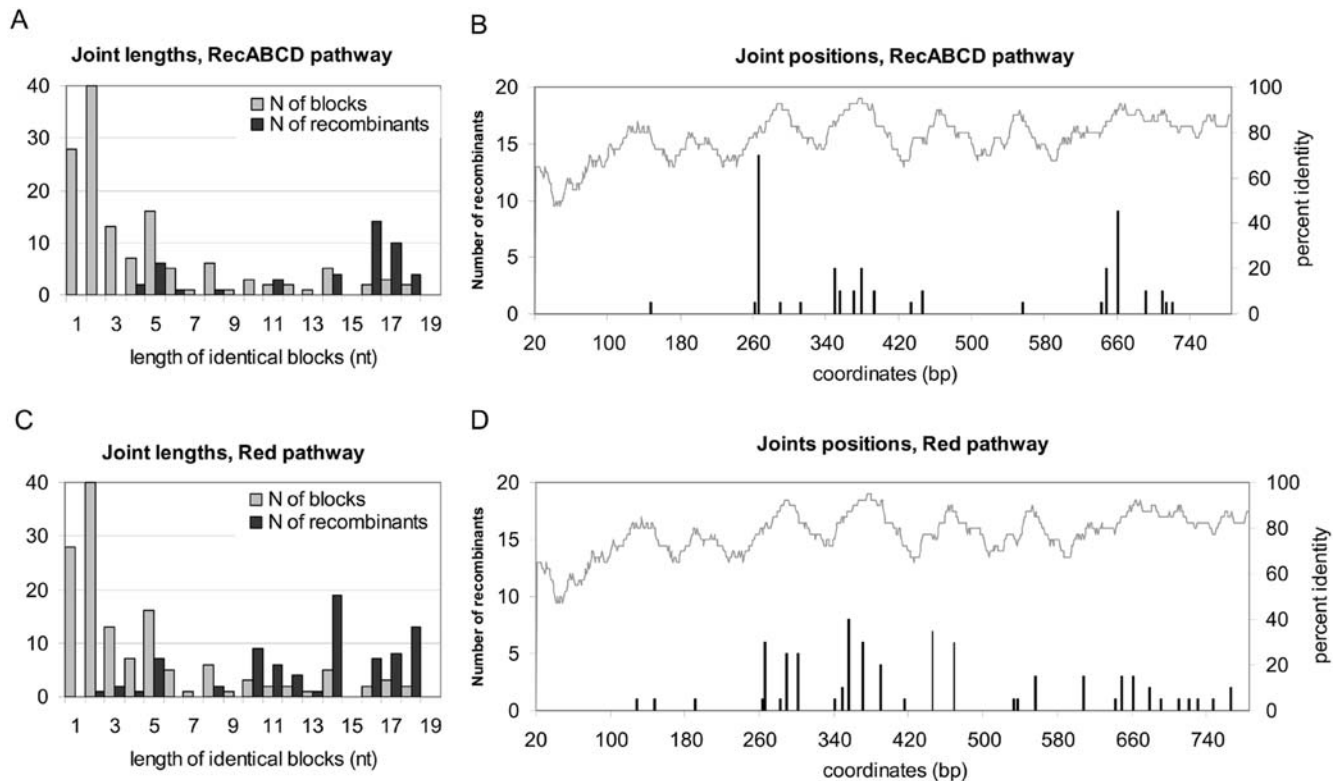 A
Joint lengths, RecABCD pathway
40
30
20
10
0
N of blocks
N of recombinants
1 3 5 7 9 11 13 15 17 19
length of identical blocks (nt)
B
Joint positions, RecABCD pathway
Number of recombinants
20
15
10
5
0
100
80
60
40
20
0
percent identity
20 100 180 260 340 420 500 580 660 740
coordinates (bp)
C
Joint lengths, Red pathway
40
30
20
10
0
N of blocks
N of recombinants
1 3 5 7 9 11 13 15 17 19
length of identical blocks (nt)
D
Joints positions, Red pathway
Number of recombinants
20
15
10
5
0
100
80
60
40
20
0
percent identity
20 100 180 260 340 420 500 580 660 740
coordinates (bp)